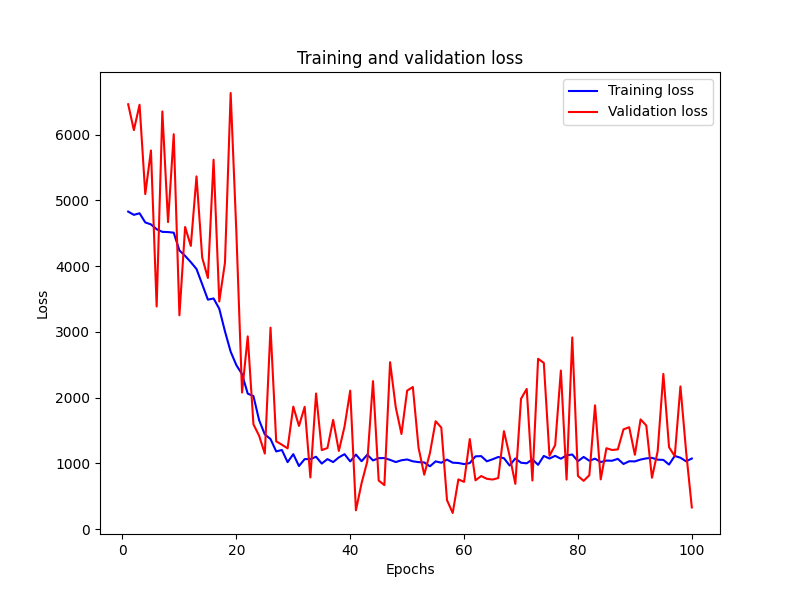 Training and validation loss
Training loss
Validation loss
6000
5000
4000
3000
2000
1000
0
Loss
0 20 40 60 80 100
Epochs